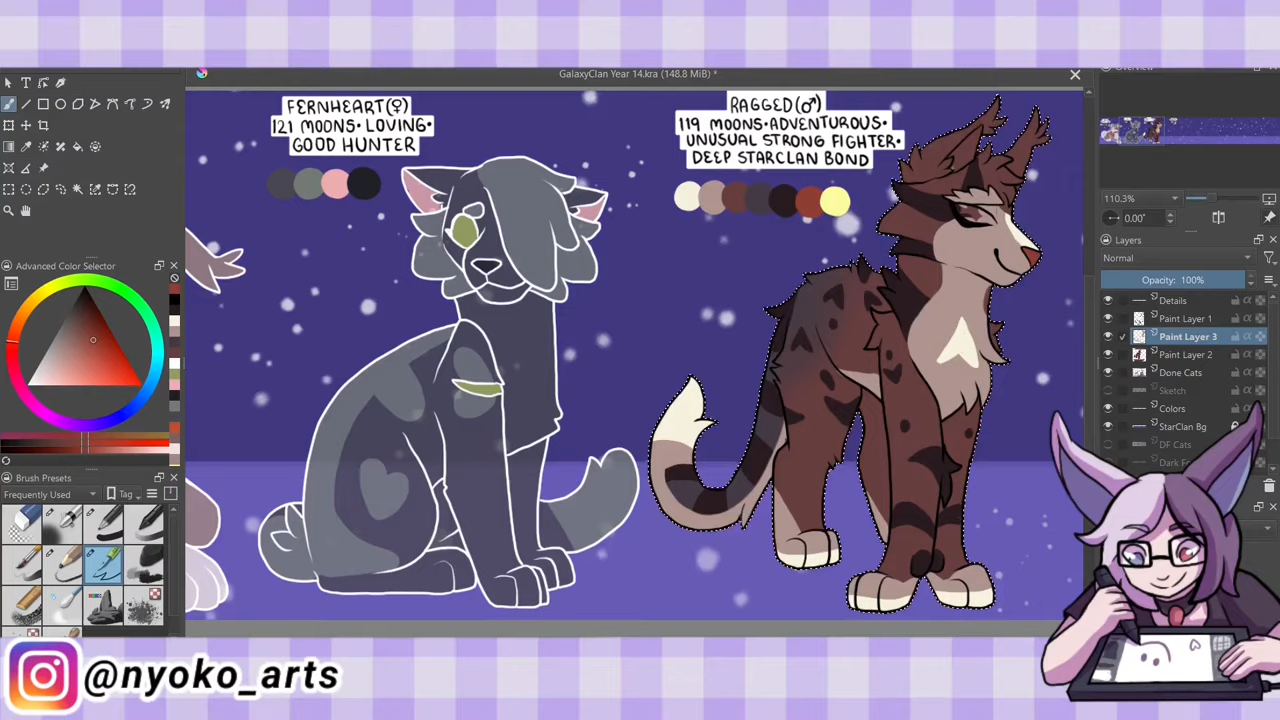 GalaxyClan Year 14.kra (148.8 MiB) *
FERNHEART(♀)
121 MOONS•LOVING•
GOOD HUNTER
RAGGED(♂)
119 MOONS•ADVENTUROUS•
UNUSUAL STRONG FIGHTER•
DEEP STARCLAN BOND
Advanced Color Selector
Brush Presets
Frequently Used
Tag
110.3%
0.00°
Layers
Normal
Opacity: 100%
Details
Paint Layer 1
Paint Layer 3
Paint Layer 2
Done Cats
Sketch
Colors
StarClan Bg
DF Cats
@nyoko_arts